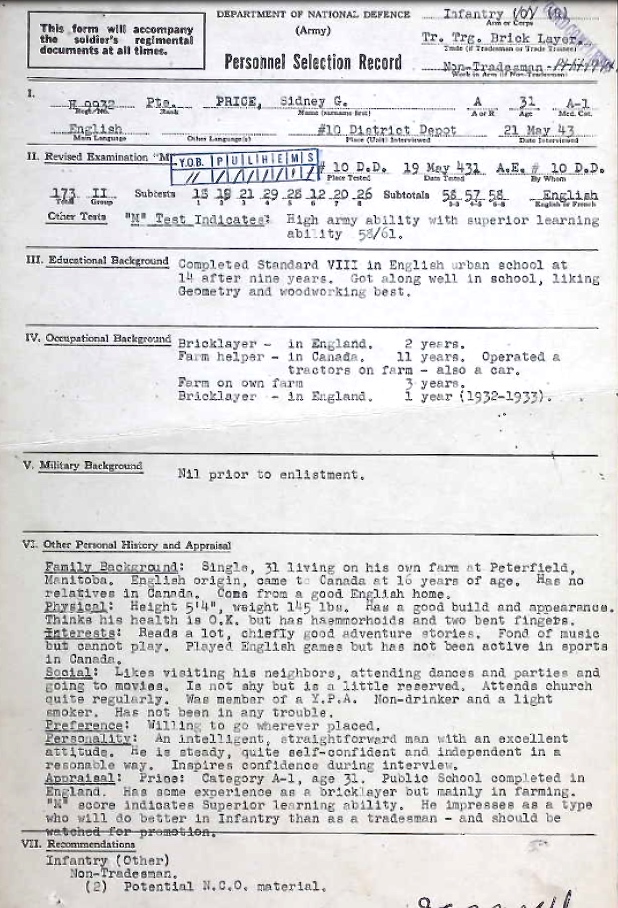 This form will accompany
the soldier's regimental
documents at all times.
DEPARTMENT OF NATIONAL DEFENCE
(Army)
Personnel Selection Record
Infantry
Arm or Corps
Tr. Trg. Brick Layer.
Trade (if Tradesman or Trade Trainee)
Non-Tradesman
Work in Arm (if Non-Tradesman)
I.
H 9932 Pte. PRICE, Sidney G. A 31 A-1
Regt'l No. Rank Name (surname first) A or R Age Med. Cat.
English #10 District Depot 21 May 43
Main Language Other Language(s) Place (Unit) Interviewed Date Interviewed
II. Revised Examination "M"
Y.O.B. P U L H E M S
# 10 D.D. 19 May 431 A.E. # 10 D.D.
Place Tested Date Tested By Whom
173 II Subtests 18 19 21 29 28 12 20 26 Subtotals 58 57 58 English
Total Group 1 2 3 4 5 6 7 8 1-3 4-5 6-8 English or French
Other Tests "M" Test Indicates: High army ability with superior learning
ability 58/61.
III. Educational Background Completed Standard VIII in English urban school at
14 after nine years. Got along well in school, liking
Geometry and woodworking best.
IV. Occupational Background Bricklayer - in England. 2 years.
Farm helper - in Canada. 11 years. Operated a
tractors on farm - also a car.
Farm on own farm 3 years.
Bricklayer - in England. 1 year (1932-1933).
V. Military Background Nil prior to enlistment.
VI. Other Personal History and Appraisal
Family Background: Single, 31 living on his own farm at Peterfield,
Manitoba. English origin, came to Canada at 16 years of age. Has no
relatives in Canada. Come from a good English home.
Physical: Height 5'4", weight 145 lbs. Has a good build and appearance.
Thinks his health is O.K. but has haemmorhoids and two bent fingers.
Interests: Reads a lot, chiefly good adventure stories. Fond of music
but cannot play. Played English games but has not been active in sports
in Canada.
Social: Likes visiting his neighbors, attending dances and parties and
going to movies. Is not shy but is a little reserved. Attends church
quite regularly. Was member of a Y.P.A. Non-drinker and a light
smoker. Has not been in any trouble.
Preference: Willing to go wherever placed.
Personality: An intelligent, straightforward man with an excellent
attitude. He is steady, quite self-confident and independent in a
resonable way. Inspires confidence during interview.
Appraisal: Price: Category A-1, age 31. Public School completed in
England. Has some experience as a bricklayer but mainly in farming.
"M" score indicates Superior learning ability. He impresses as a type
who will do better in Infantry than as a tradesman - and should be
watched for promotion.
VII. Recommendations
Infantry (Other)
Non-Tradesman.
(2) Potential N.C.O. material.